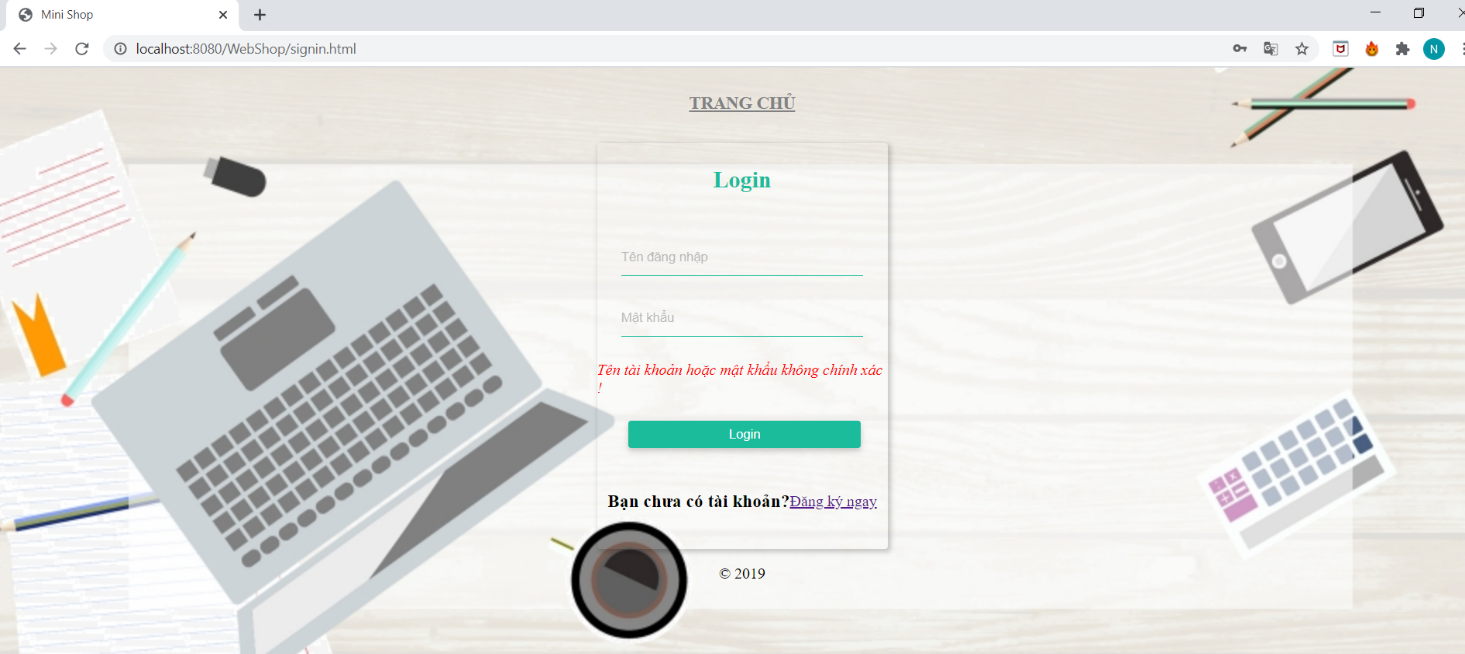 Mini Shop
localhost:8080/WebShop/signin.html
N
TRANG CHỦ
Login
Tên đăng nhập
Mật khẩu
Tên tài khoản hoặc mật khẩu không chính xác
!
Login
Bạn chưa có tài khoản?Đăng ký ngay
© 2019